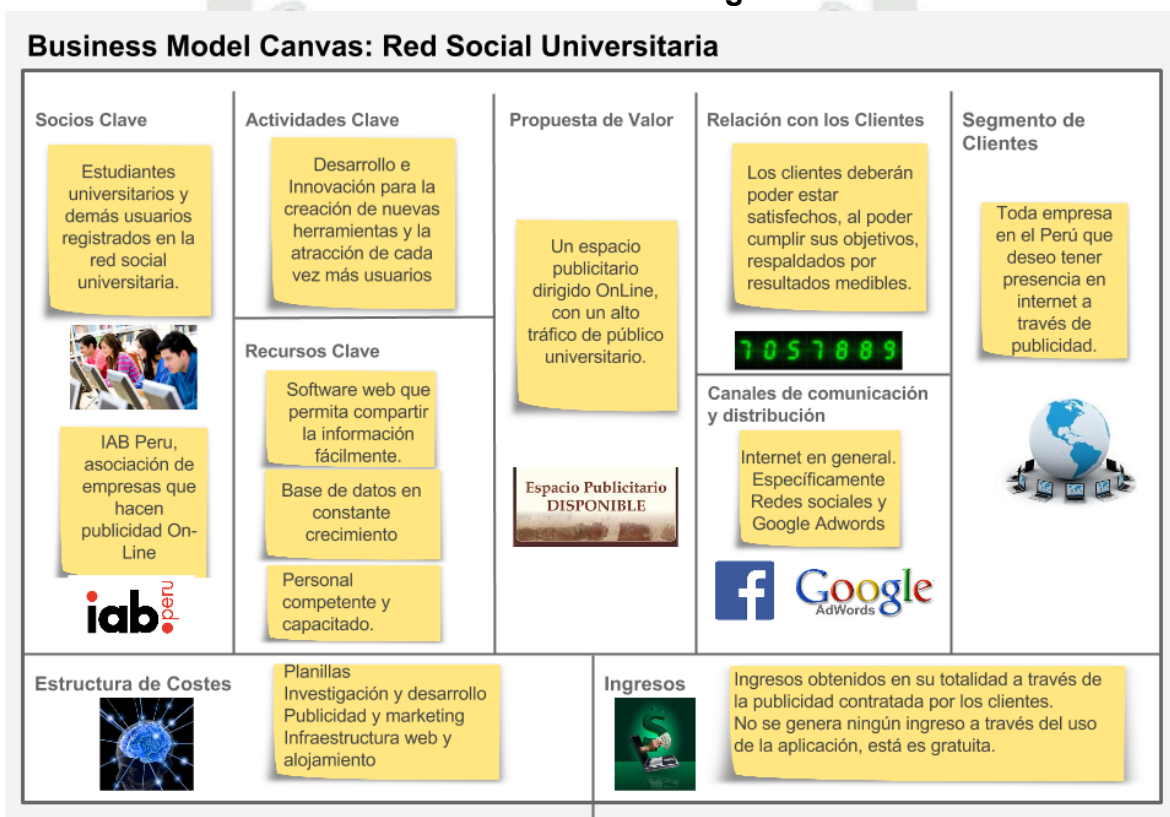 Business Model Canvas: Red Social Universitaria
Socios Clave
Estudiantes
universitarios y
demás usuarios
registrados en la
red social
universitaria.
IAB Peru,
asociación de
empresas que
hacen
publicidad On-
Line
iab peru
Actividades Clave
Desarrollo e
Innovación para la
creación de nuevas
herramientas y la
atracción de cada
vez más usuarios
Recursos Clave
Software web que
permita compartir
la información
fácilmente.
Base de datos en
constante
crecimiento
Personal
competente y
capacitado.
Propuesta de Valor
Un espacio
publicitario
dirigido OnLine,
con un alto
tráfico de público
universitario.
Espacio Publicitario
DISPONIBLE
Relación con los Clientes
Los clientes deberán
poder estar
satisfechos, al poder
cumplir sus objetivos,
respaldados por
resultados medibles.
7057889
Canales de comunicación
y distribución
Internet en general.
Específicamente
Redes sociales y
Google Adwords
f
Google
AdWords
Segmento de
Clientes
Toda empresa
en el Perú que
deseo tener
presencia en
internet a
través de
publicidad.
Estructura de Costes
Planillas
Investigación y desarrollo
Publicidad y marketing
Infraestructura web y
alojamiento
Ingresos
$
Ingresos obtenidos en su totalidad a través de
la publicidad contratada por los clientes.
No se genera ningún ingreso a través del uso
de la aplicación, está es gratuita.